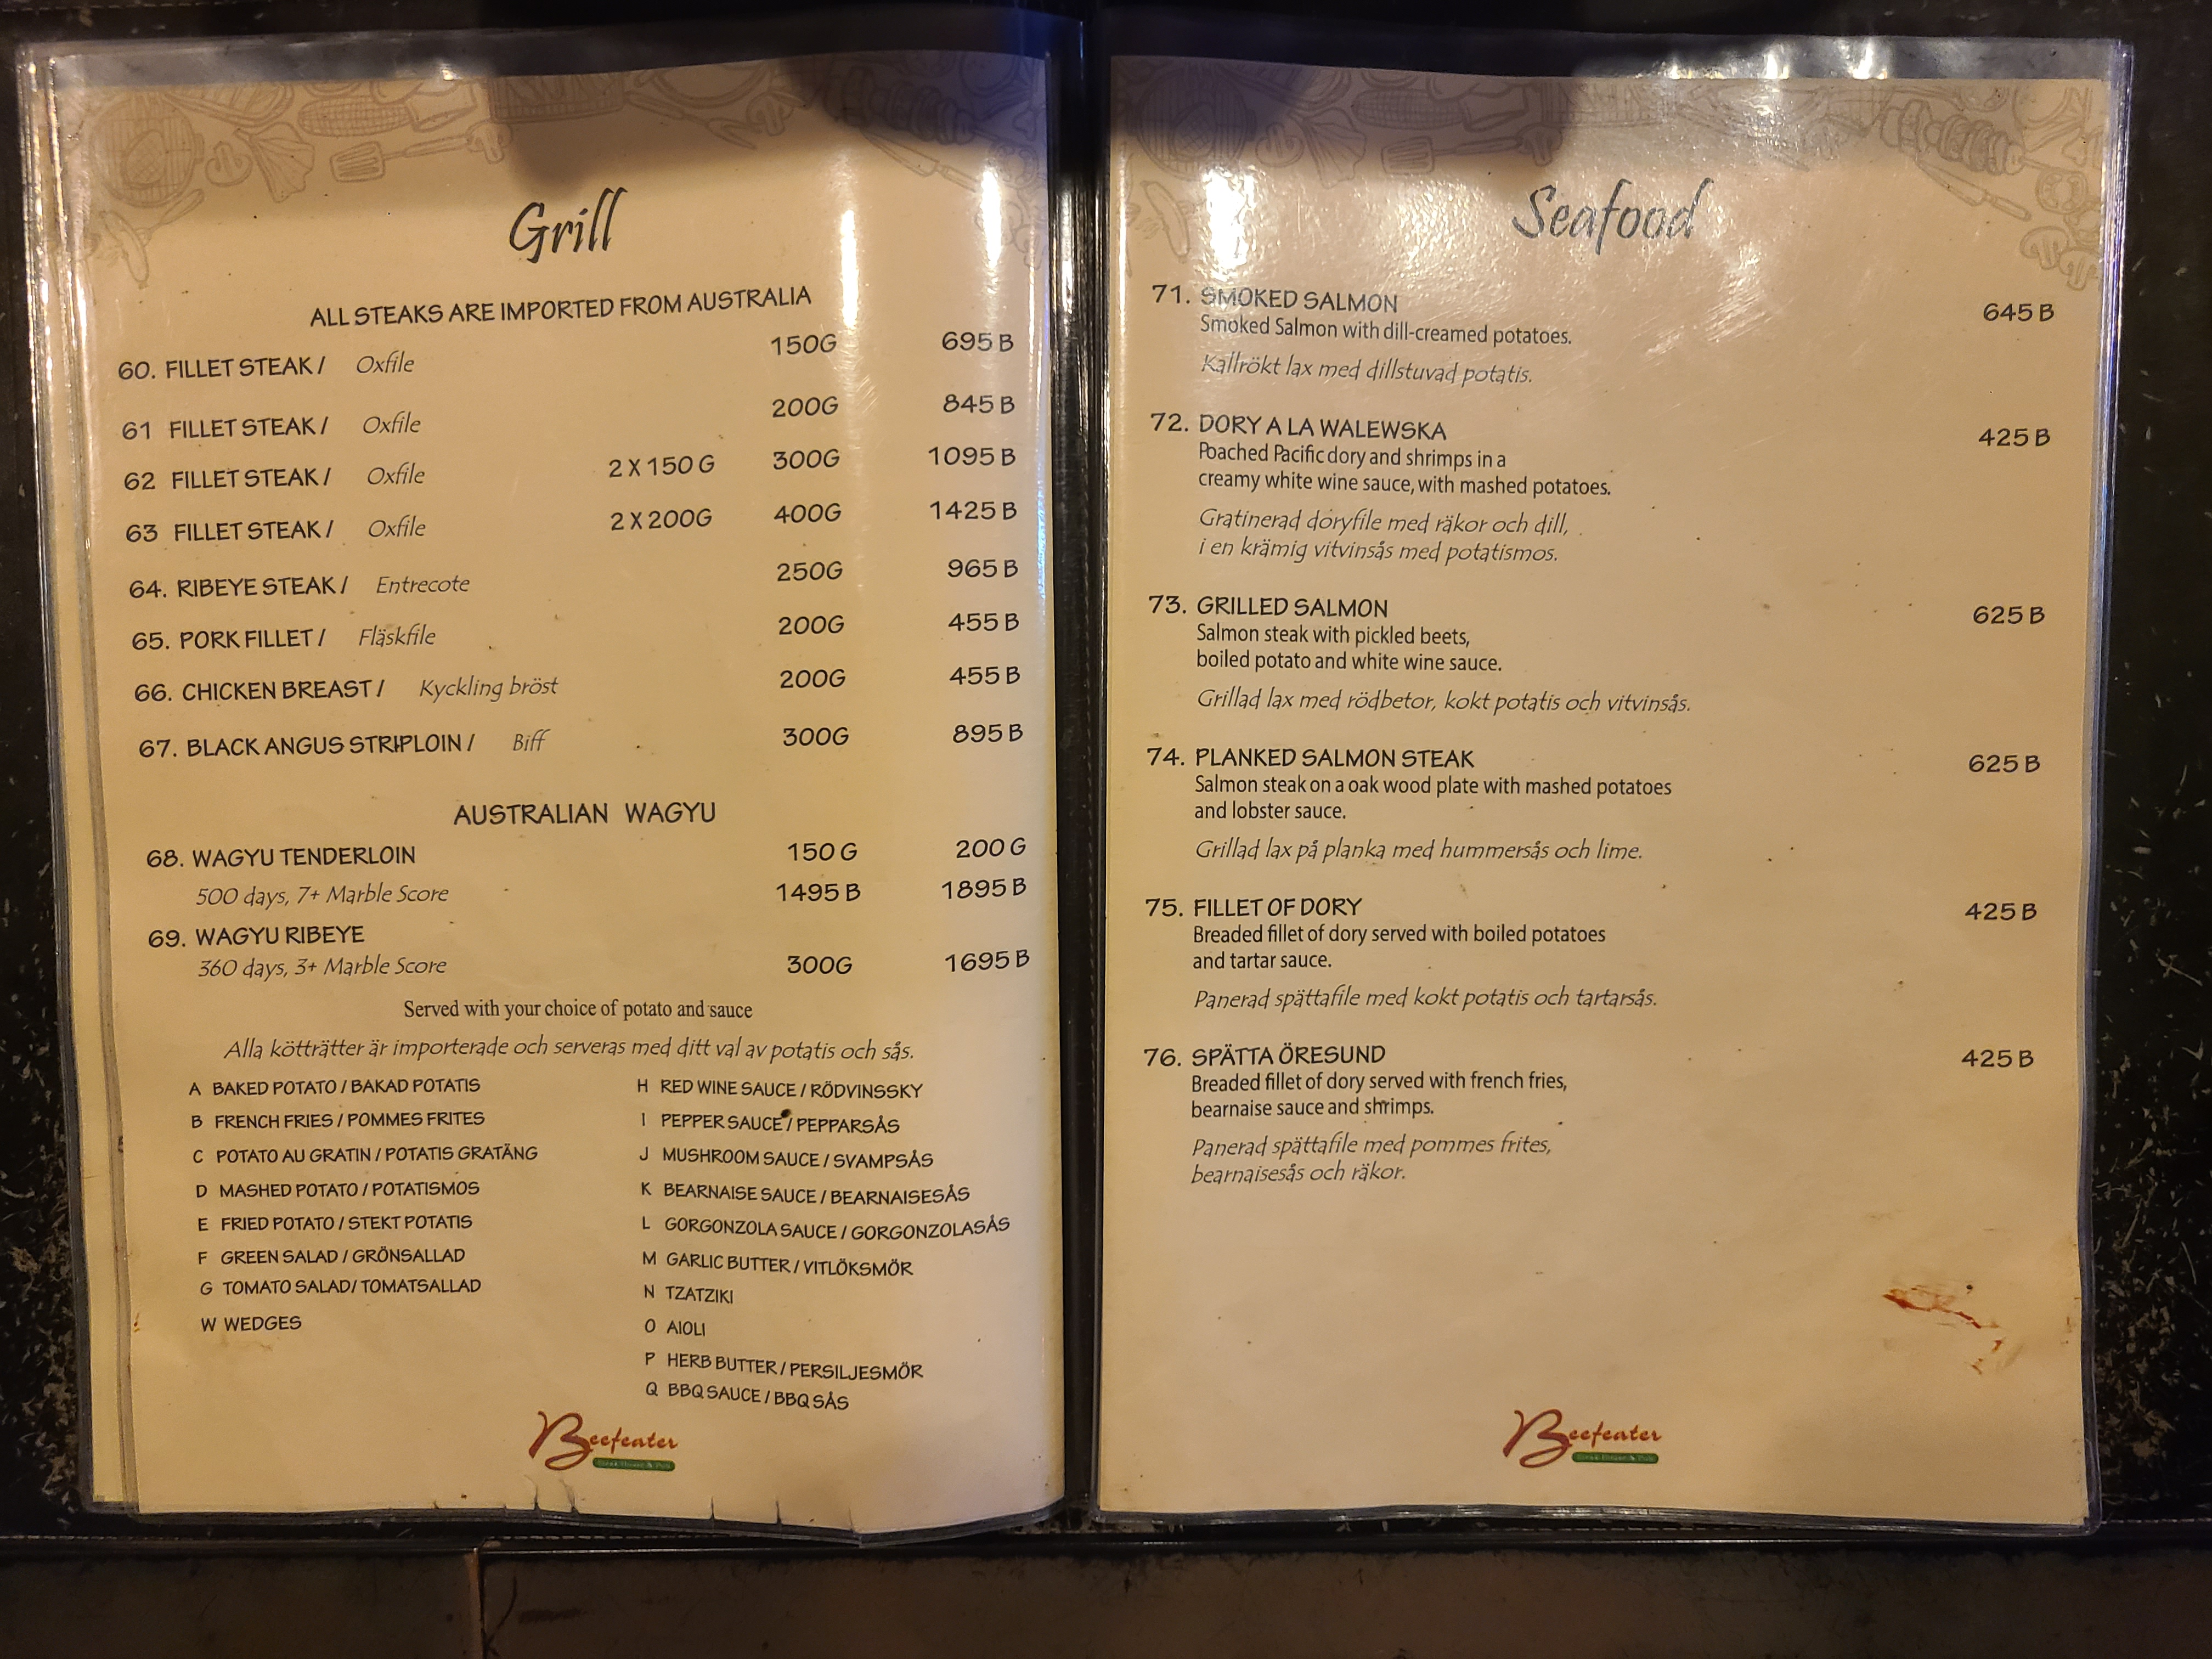 Grill
ALL STEAKS ARE IMPORTED FROM AUSTRALIA
60. FILLET STEAK / Oxfile 150G 695 B
61 FILLET STEAK / Oxfile 200G 845 B
62 FILLET STEAK / Oxfile 2 X 150 G 300G 1095 B
63 FILLET STEAK / Oxfile 2 X 200G 400G 1425 B
64. RIBEYE STEAK / Entrecote 250G 965 B
65. PORK FILLET / Fläskfile 200G 455 B
66. CHICKEN BREAST / Kyckling bröst 200G 455 B
67. BLACK ANGUS STRIPLOIN / Biff 300G 895 B
AUSTRALIAN WAGYU
68. WAGYU TENDERLOIN 150 G 200 G
500 days, 7+ Marble Score 1495 B 1895 B
69. WAGYU RIBEYE
360 days, 3+ Marble Score 300G 1695 B
Served with your choice of potato and sauce
Alla kötträtter är importerade och serveras med ditt val av potatis och sås.
A BAKED POTATO / BAKAD POTATIS
B FRENCH FRIES / POMMES FRITES
C POTATO AU GRATIN / POTATIS GRATÄNG
D MASHED POTATO / POTATISMOS
E FRIED POTATO / STEKT POTATIS
F GREEN SALAD / GRÖNSALLAD
G TOMATO SALAD/ TOMATSALLAD
W WEDGES
H RED WINE SAUCE / RÖDVINSSKY
I PEPPER SAUCE / PEPPARSÅS
J MUSHROOM SAUCE / SVAMPSÅS
K BEARNAISE SAUCE / BEARNAISESÅS
L GORGONZOLA SAUCE / GORGONZOLASÅS
M GARLIC BUTTER / VITLÖKSMÖR
N TZATZIKI
O AIOLI
P HERB BUTTER / PERSILJESMÖR
Q BBQ SAUCE / BBQ SÅS
Beefeater
Steak House & Pub
Seafood
71. SMOKED SALMON 645 B
Smoked Salmon with dill-creamed potatoes.
Kallrökt lax med dillstuvad potatis.
72. DORY A LA WALEWSKA 425 B
Poached Pacific dory and shrimps in a
creamy white wine sauce, with mashed potatoes.
Gratinerad doryfile med räkor och dill,
i en krämig vitvinsås med potatismos.
73. GRILLED SALMON 625 B
Salmon steak with pickled beets,
boiled potato and white wine sauce.
Grillad lax med rödbetor, kokt potatis och vitvinsås.
74. PLANKED SALMON STEAK 625 B
Salmon steak on a oak wood plate with mashed potatoes
and lobster sauce.
Grillad lax på planka med hummersås och lime.
75. FILLET OF DORY 425 B
Breaded fillet of dory served with boiled potatoes
and tartar sauce.
Panerad spättafile med kokt potatis och tartarsås.
76. SPÄTTA ÖRESUND 425 B
Breaded fillet of dory served with french fries,
bearnaise sauce and shrimps.
Panerad spättafile med pommes frites,
bearnaisesås och räkor.
Beefeater
Steak House & Pub